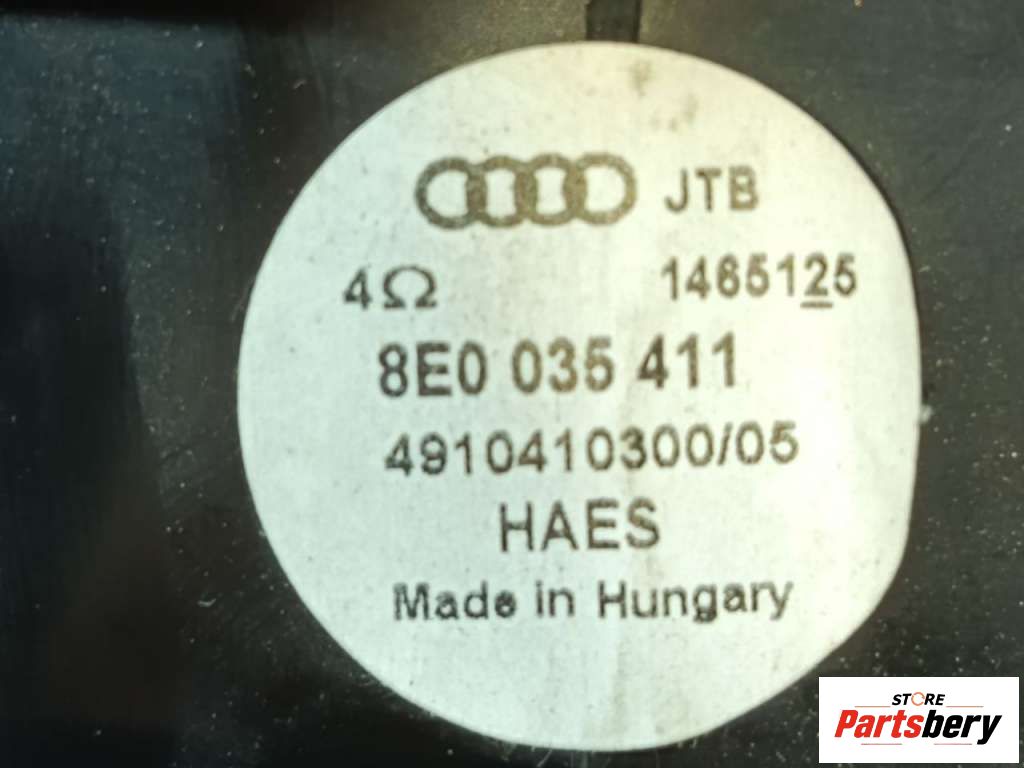 JTB
4Ω 1465125
8E0 035 411
4910410300/05
HAES
Made in Hungary
STORE
Partsbery